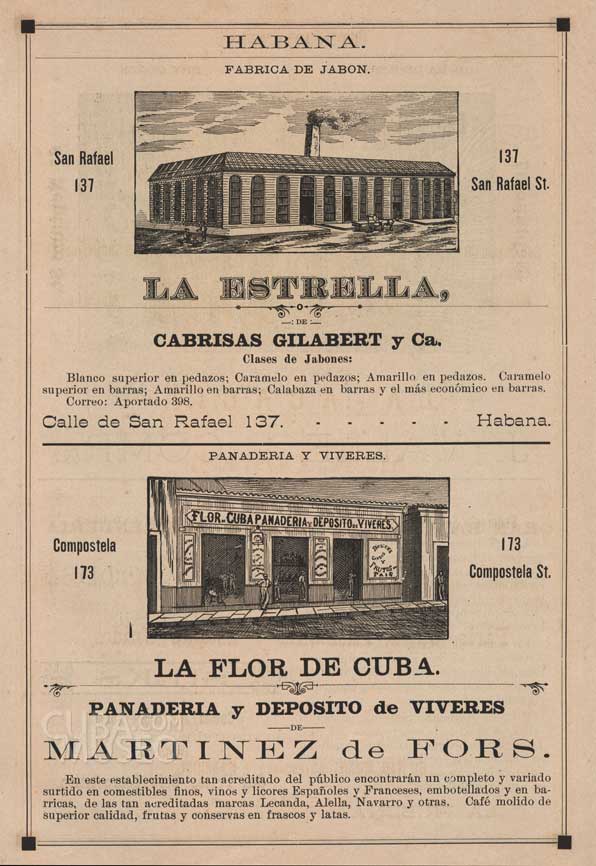 HABANA.
FABRICA DE JABON.
San Rafael
137
137
San Rafael St.
LA ESTRELLA,
DE
CABRISAS GILABERT y Ca.
Clases de Jabones:
Blanco superior en pedazos; Caramelo en pedazos; Amarillo en pedazos. Caramelo
superior en barras; Amarillo en barras; Calabaza en barras y el más económico en barras.
Correo: Aportado 398.
Calle de San Rafael 137. - - - - - Habana.
PANADERIA Y VIVERES.
FLOR DE CUBA PANADERIA Y DEPOSITO DE VIVERES
Compostela
173
173
Compostela St.
LA FLOR DE CUBA.
PANADERIA y DEPOSITO de VIVERES
DE
MARTINEZ de FORS.
En este establecimiento tan acreditado del público encontrarán un completo y variado
surtido en comestibles finos, vinos y licores Españoles y Franceses, embotellados y en ba-
rricas, de las tan acreditadas marcas Lecanda, Alella, Navarro y otras. Café molido de
superior calidad, frutas y conservas en frascos y latas.